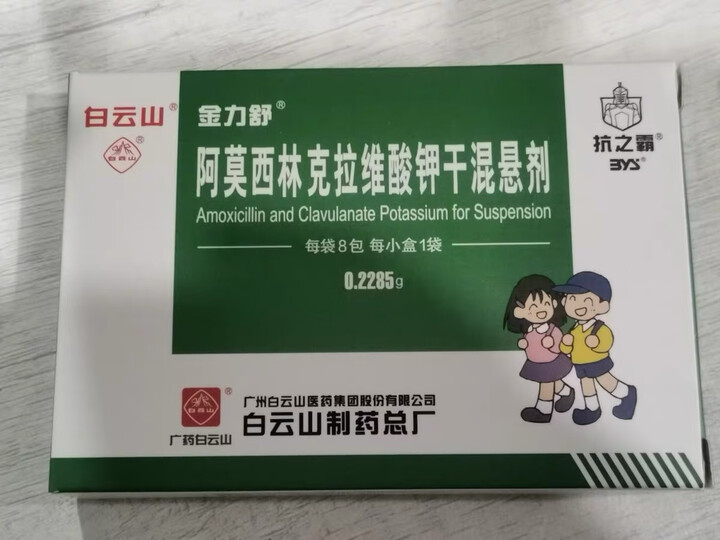 白云山®
白云山®
金力舒®
阿莫西林克拉维酸钾干混悬剂
Amoxicillin and Clavulanate Potassium for Suspension
每袋8包 每小盒1袋
0.2285g
抗之霸®
BYS®
白云山®
广药白云山
广州白云山医药集团股份有限公司
白云山制药总厂